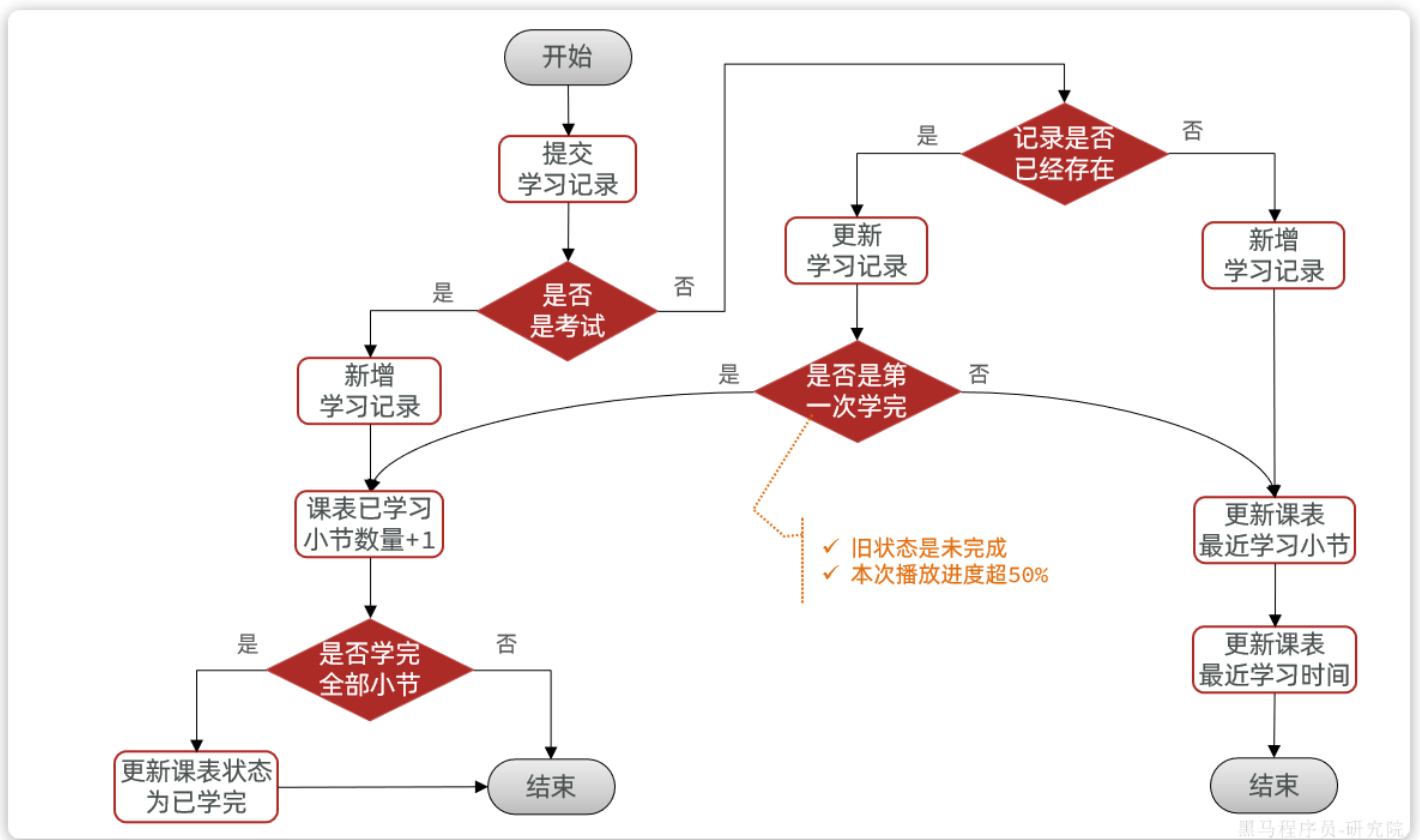 开始
提交
学习记录
是否
是考试
是
否
新增
学习记录
记录是否
已经存在
是
否
更新
学习记录
新增
学习记录
是否是第
一次学完
是
否
✓ 旧状态是未完成
✓ 本次播放进度超50%
课表已学习
小节数量+1
更新课表
最近学习小节
是否学完
全部小节
是
否
更新课表
最近学习时间
更新课表状态
为已学完
结束
结束
黑马程序员-研究院